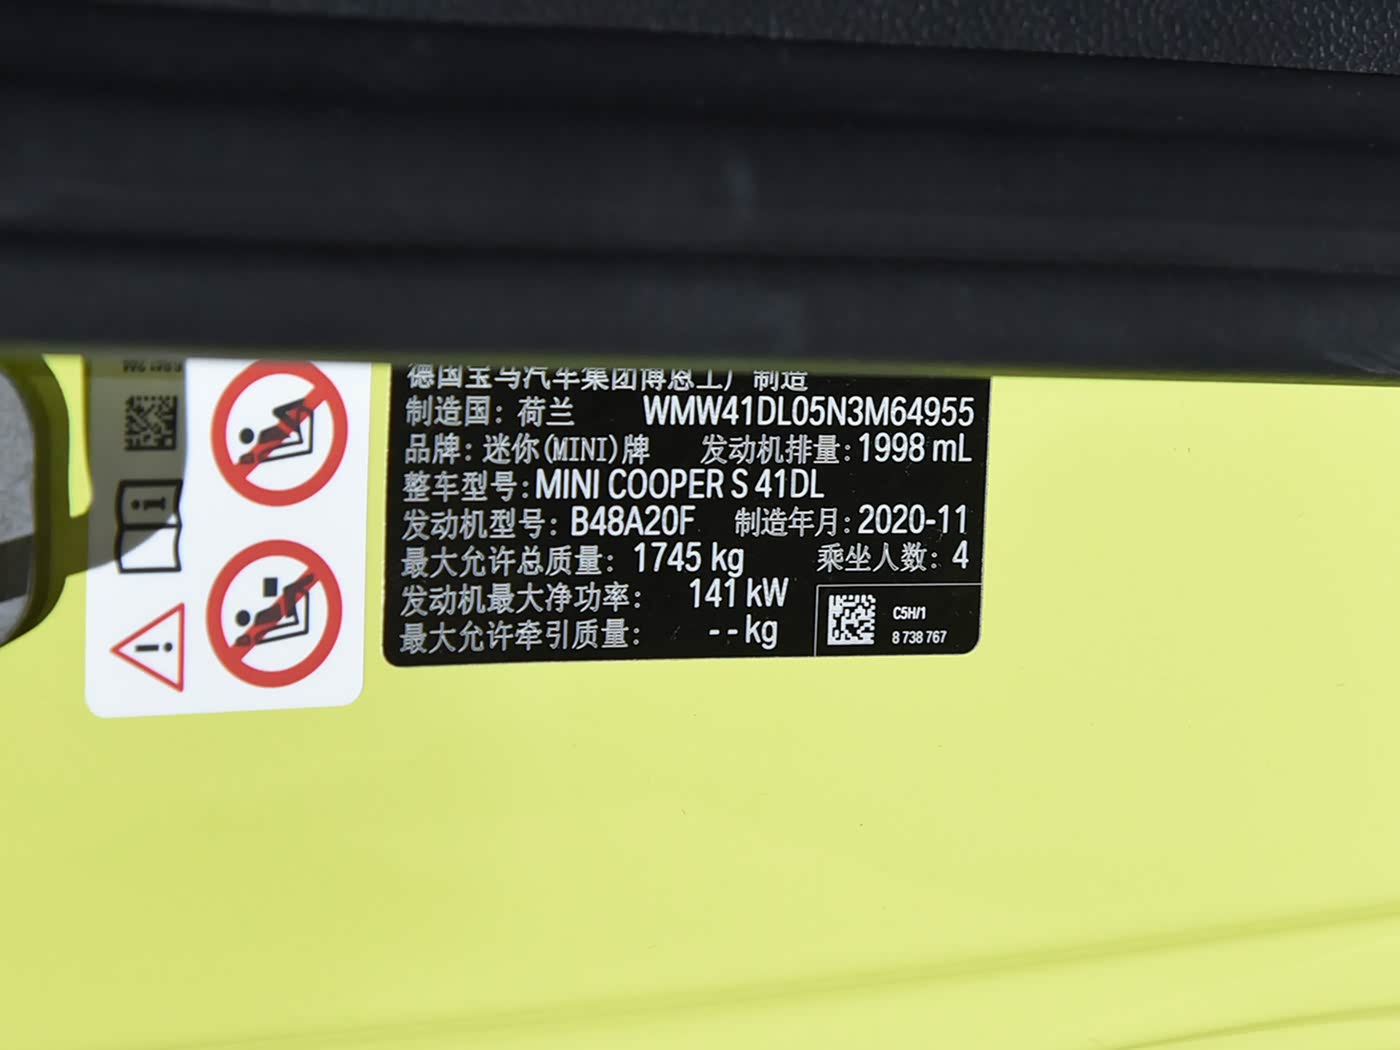 德国宝马汽车集团博恩工厂 制造
制造国：荷兰 WMW41DL05N3M64955
品牌：迷你(MINI)牌 发动机排量：1998 mL
整车型号：MINI COOPER S 41DL
发动机型号：B48A20F 制造年月：2020-11
最大允许总质量：1745 kg 乘坐人数：4
发动机最大净功率：141 kW
最大允许牵引质量：--kg
C5H/1
8 738 767